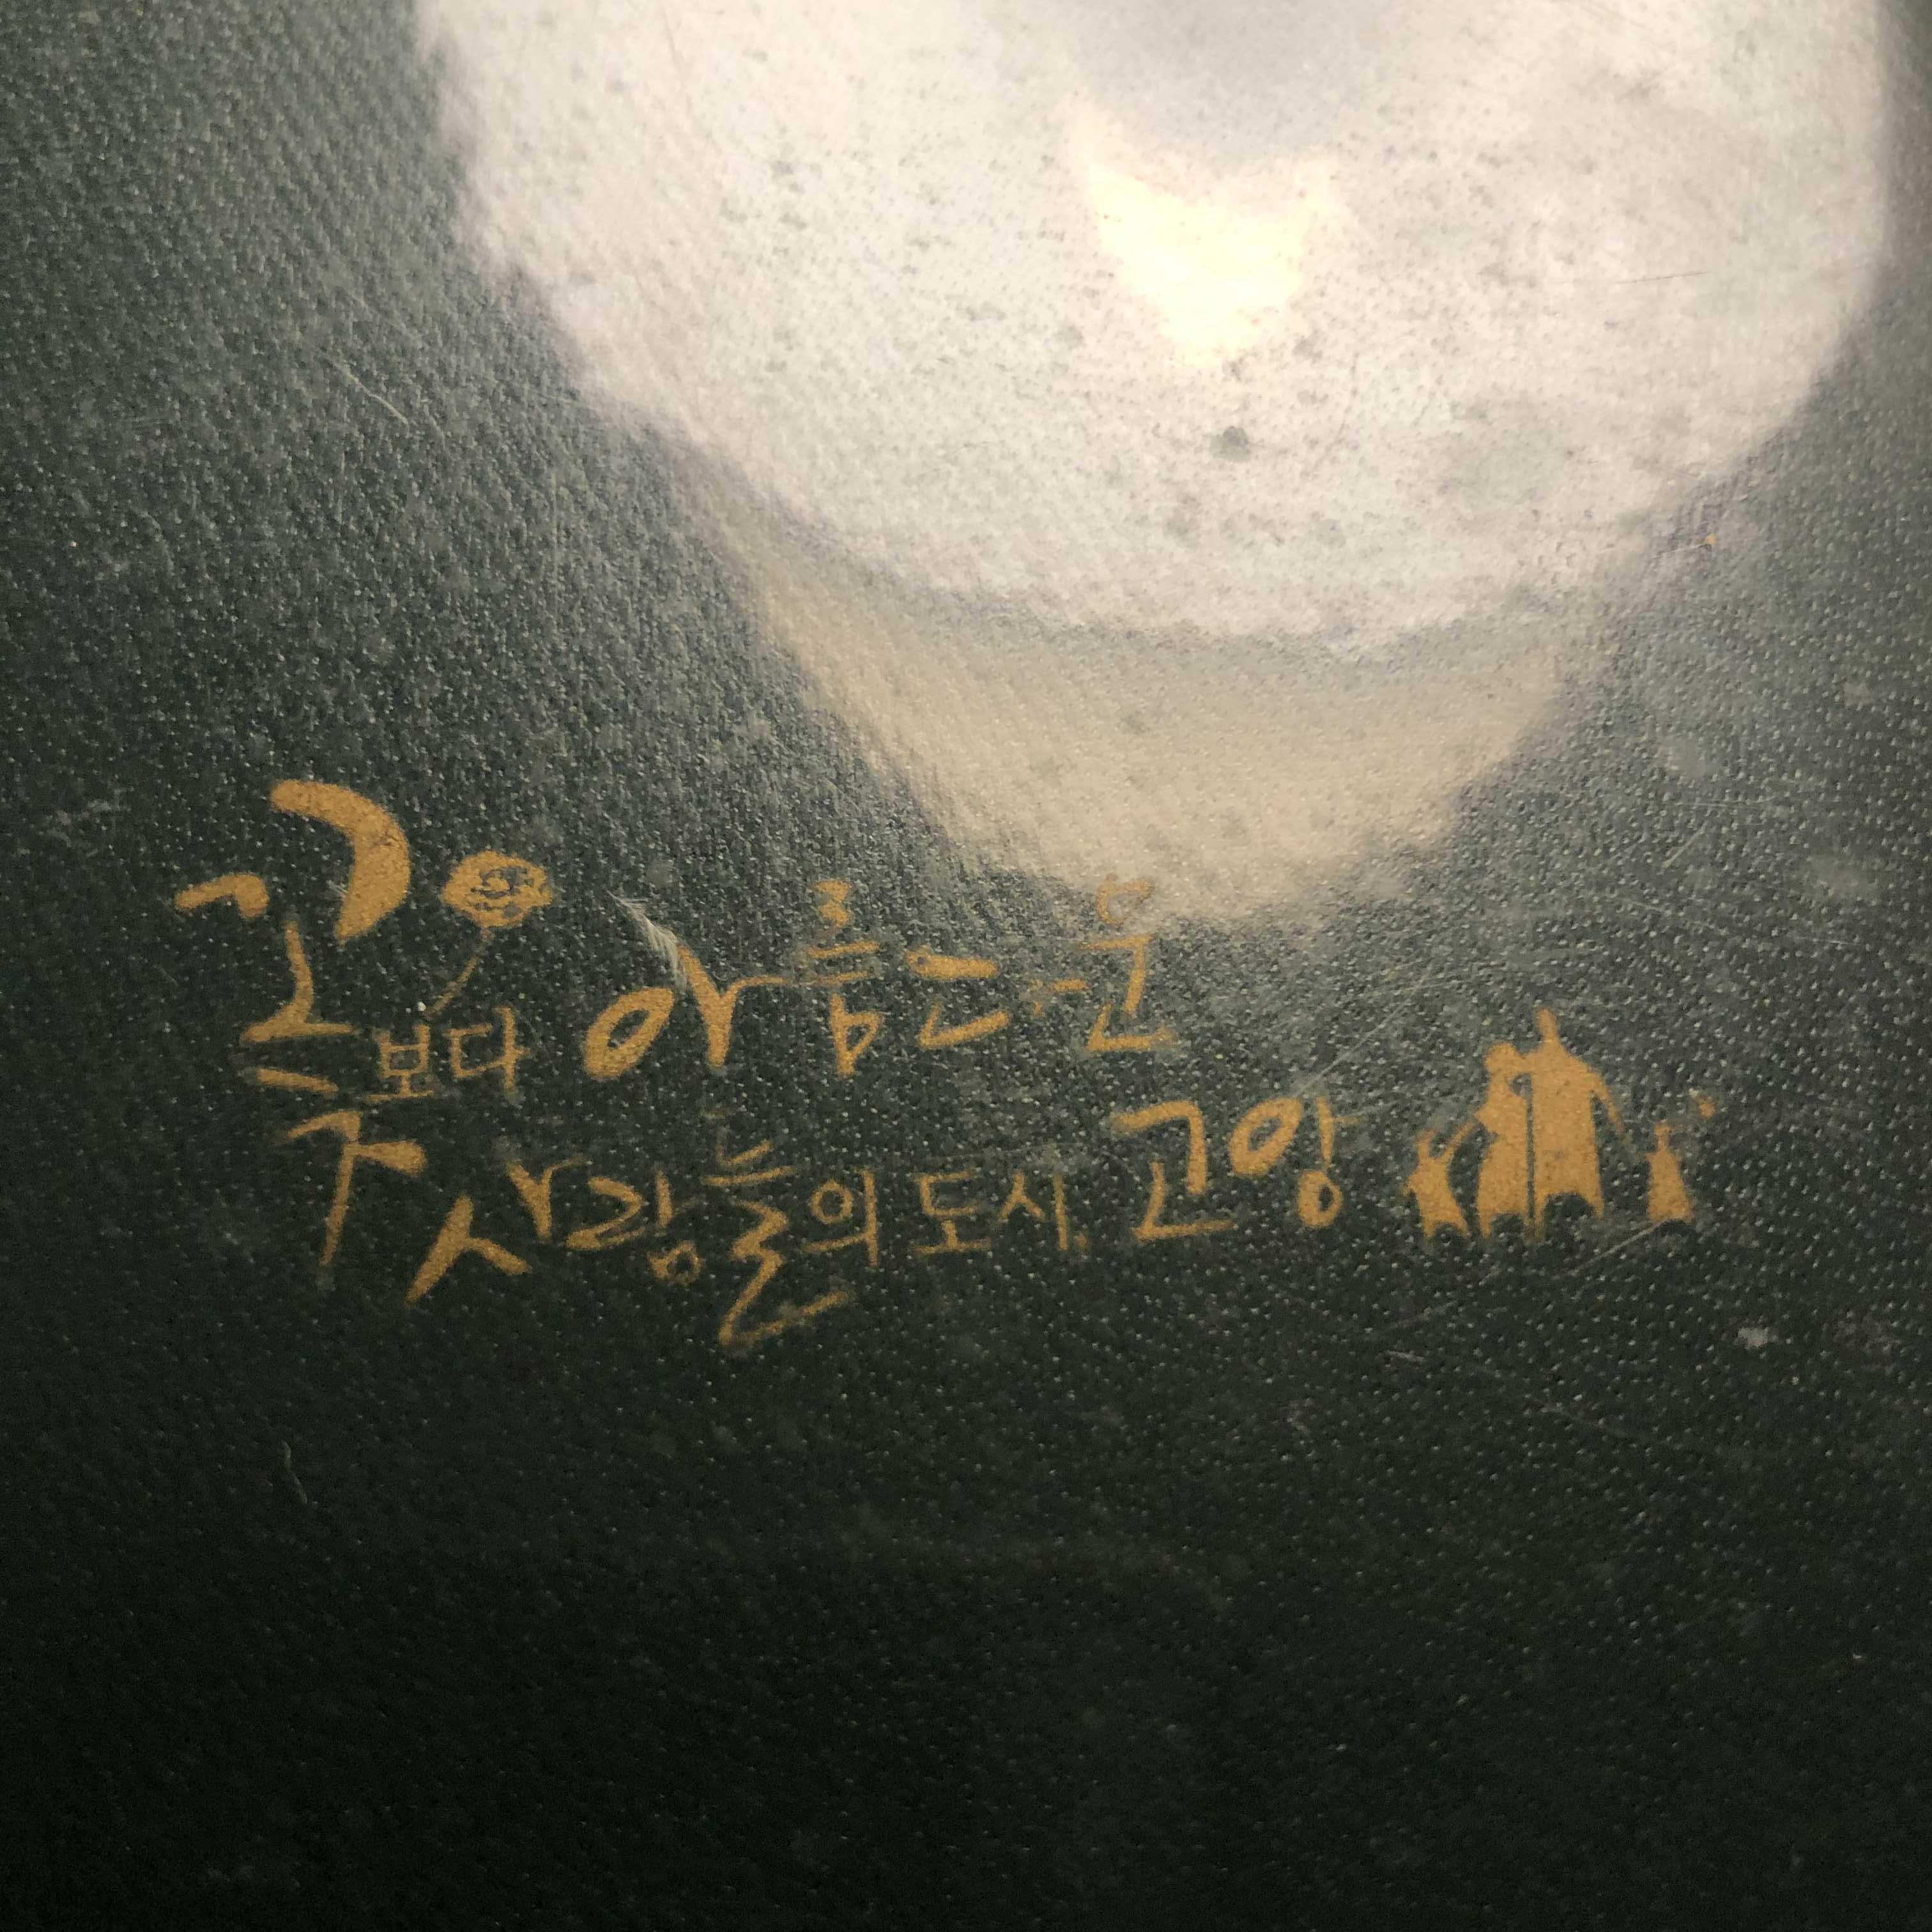 꽃보다 아름다운
사람들의 도시, 고양